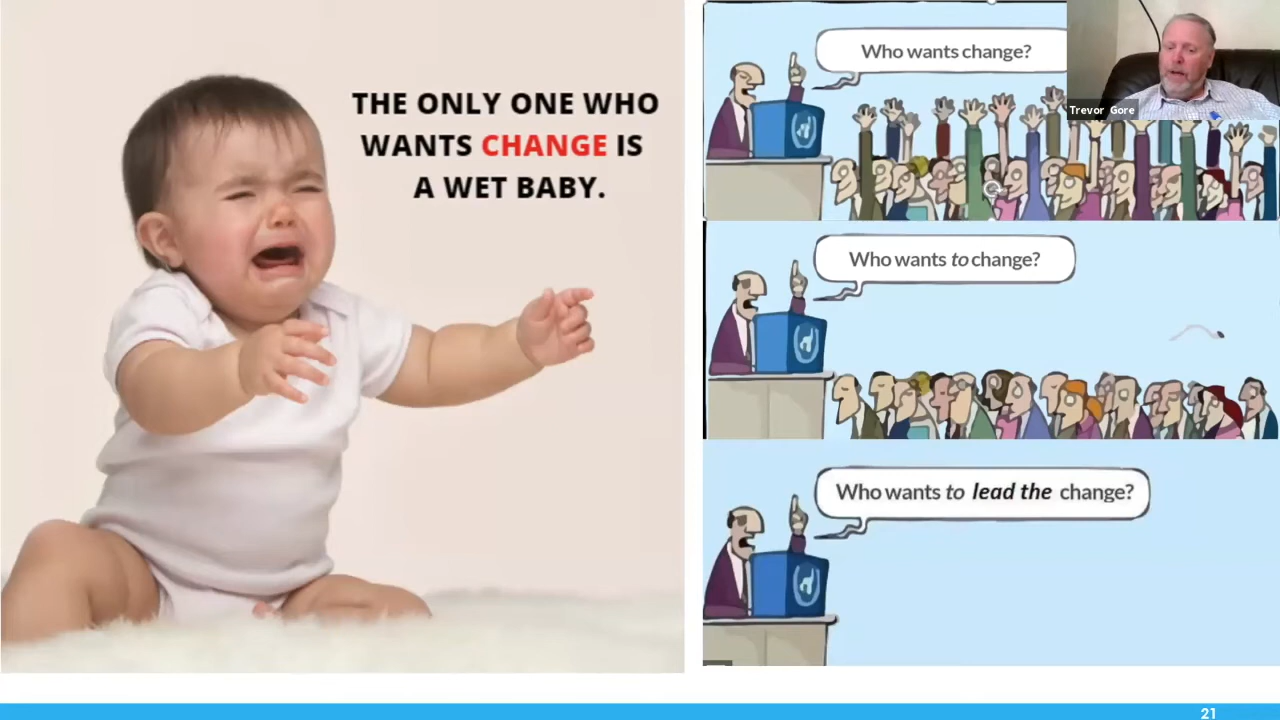 THE ONLY ONE WHO
WANTS CHANGE IS
A WET BABY.
Who wants change?
Trevor Gore
Who wants to change?
Who wants to lead the change?
21